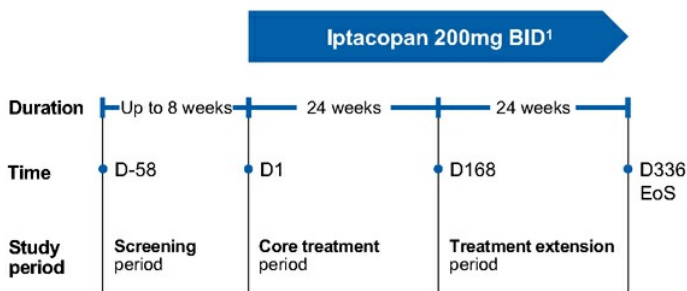 Iptacopan 200mg BID¹
Duration Up to 8 weeks 24 weeks 24 weeks
Time D-58 D1 D168 D336
EoS
Study Screening Core treatment Treatment extension
period period period period